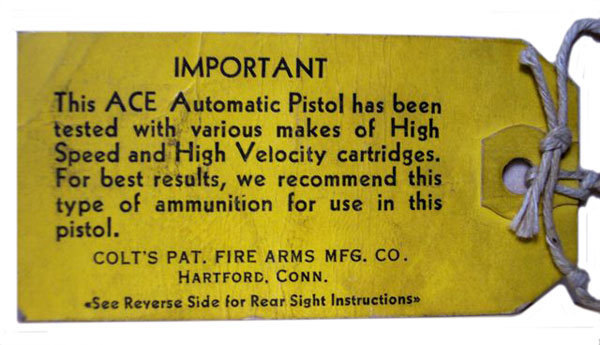 IMPORTANT
This ACE Automatic Pistol has been
tested with various makes of High
Speed and High Velocity cartridges.
For best results, we recommend this
type of ammunition for use in this
pistol.
COLT'S PAT. FIRE ARMS MFG. CO.
HARTFORD, CONN.
«See Reverse Side for Rear Sight Instructions»